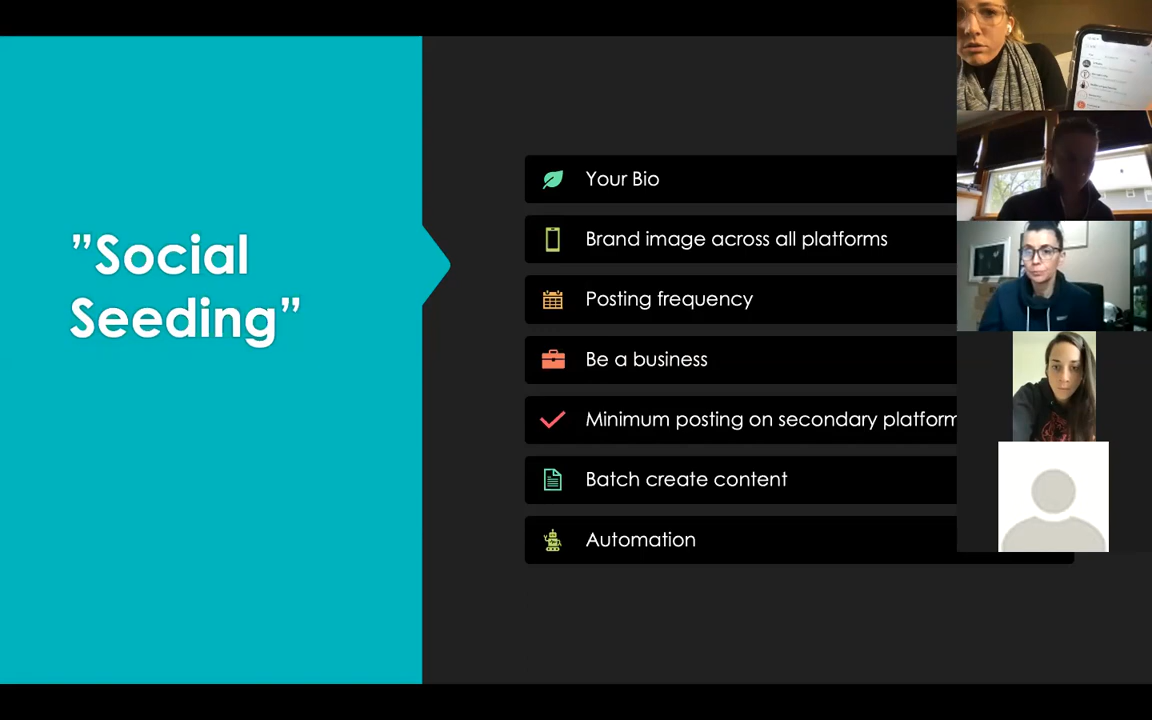 ”Social
Seeding”
Your Bio
Brand image across all platforms
Posting frequency
Be a business
Minimum posting on secondary platform
Batch create content
Automation